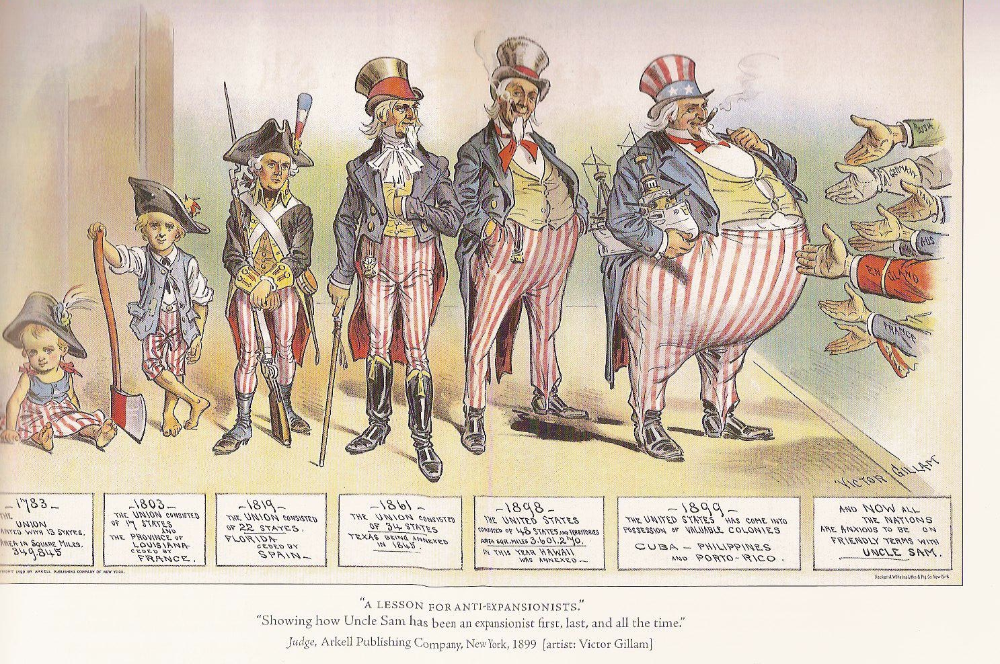 RUSSIA
GERMANY
ITALY
AUS
ENGLAND
FRANCE
VICTOR GILLAM
-1783-
THE
UNION
WITH 13 STATES.
AREA IN SQUARE MILES.
349,845
-1803-
THE UNION CONSISTED
OF 17 STATES
AND
THE PROVINCE OF
LOUISIANA
CEDED BY
FRANCE.
-1819-
THE UNION CONSISTED
OF 22 STATES.
FLORIDA
CEDED BY
SPAIN-
-1861-
THE UNION CONSISTED
OF 34 STATES
TEXAS BEING ANNEXED
IN 1845.
-1898-
THE UNITED STATES
CONSISTED OF 48 STATES AND TERRITORIES
AREA SQR. MILES 3,601,240.
IN THIS YEAR HAWAII
WAS ANNEXED-
-1899-
THE UNITED STATES HAS COME INTO
POSSESSION OF VALUABLE COLONIES
CUBA - PHILIPPINES
AND PORTO-RICO.
AND NOW ALL
THE NATIONS
ARE ANXIOUS TO BE ON
FRIENDLY TERMS WITH
UNCLE SAM.
1899 BY ARKELL PUBLISHING COMPANY OF NEW YORK.
Sackett & Wilhelms Litho & Ptg Co. New York
"A LESSON FOR ANTI-EXPANSIONISTS."
"Showing how Uncle Sam has been an expansionist first, last, and all the time."
Judge, Arkell Publishing Company, New York, 1899 [artist: Victor Gillam]